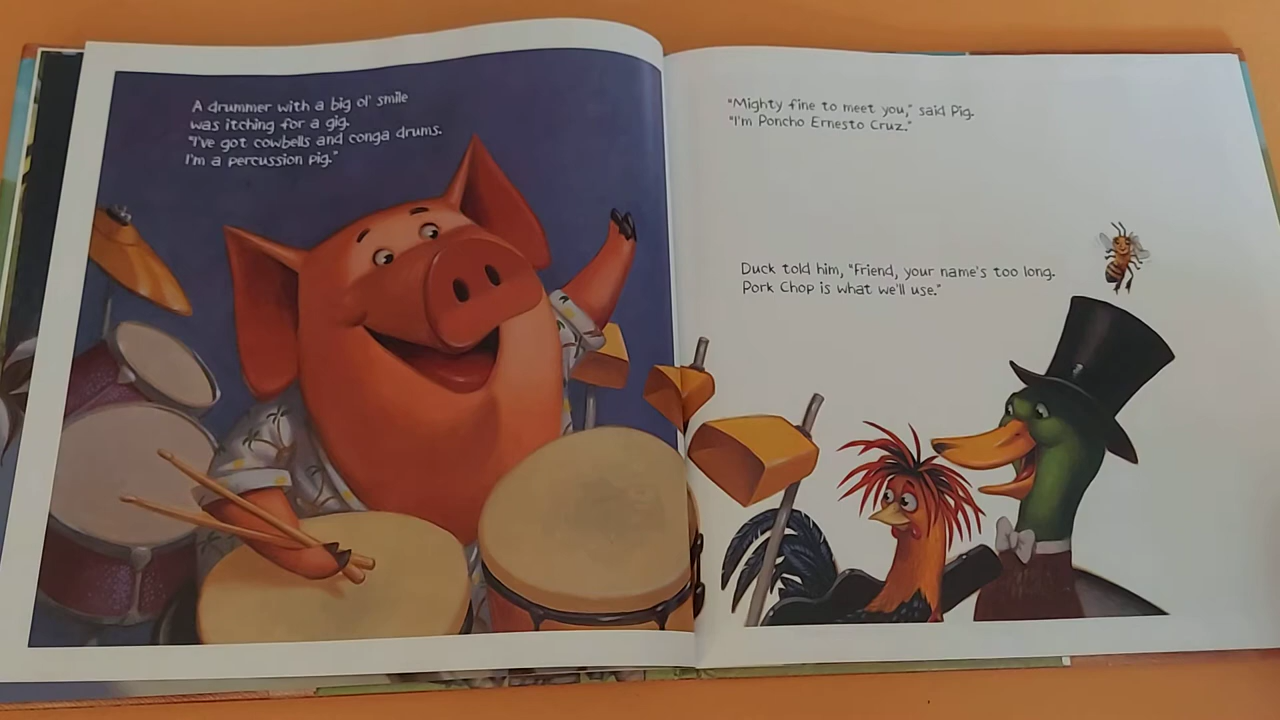 A drummer with a big ol' smile
was itching for a gig.
"I've got cowbells and conga drums.
I'm a percussion pig."
"Mighty fine to meet you," said Pig.
"I'm Poncho Ernesto Cruz."
Duck told him, "Friend, your name's too long.
Pork Chop is what we'll use."